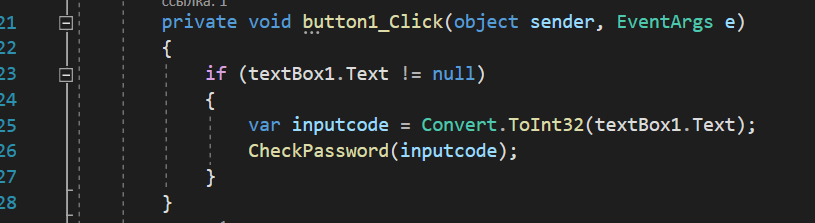 ссылка: 1
21 private void button1_Click(object sender, EventArgs e)
22 {
23 if (textBox1.Text != null)
24 {
25 var inputcode = Convert.ToInt32(textBox1.Text);
26 CheckPassword(inputcode);
27 }
28 }